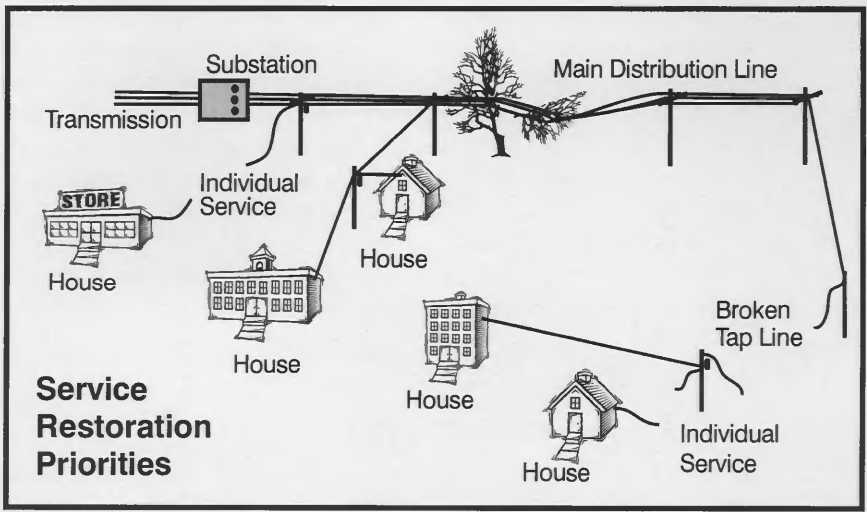 Substation
Main Distribution Line
Transmission
Individual
Service
STORE
House
House
House
Broken
Tap Line
House
House
Individual
Service
Service
Restoration
Priorities